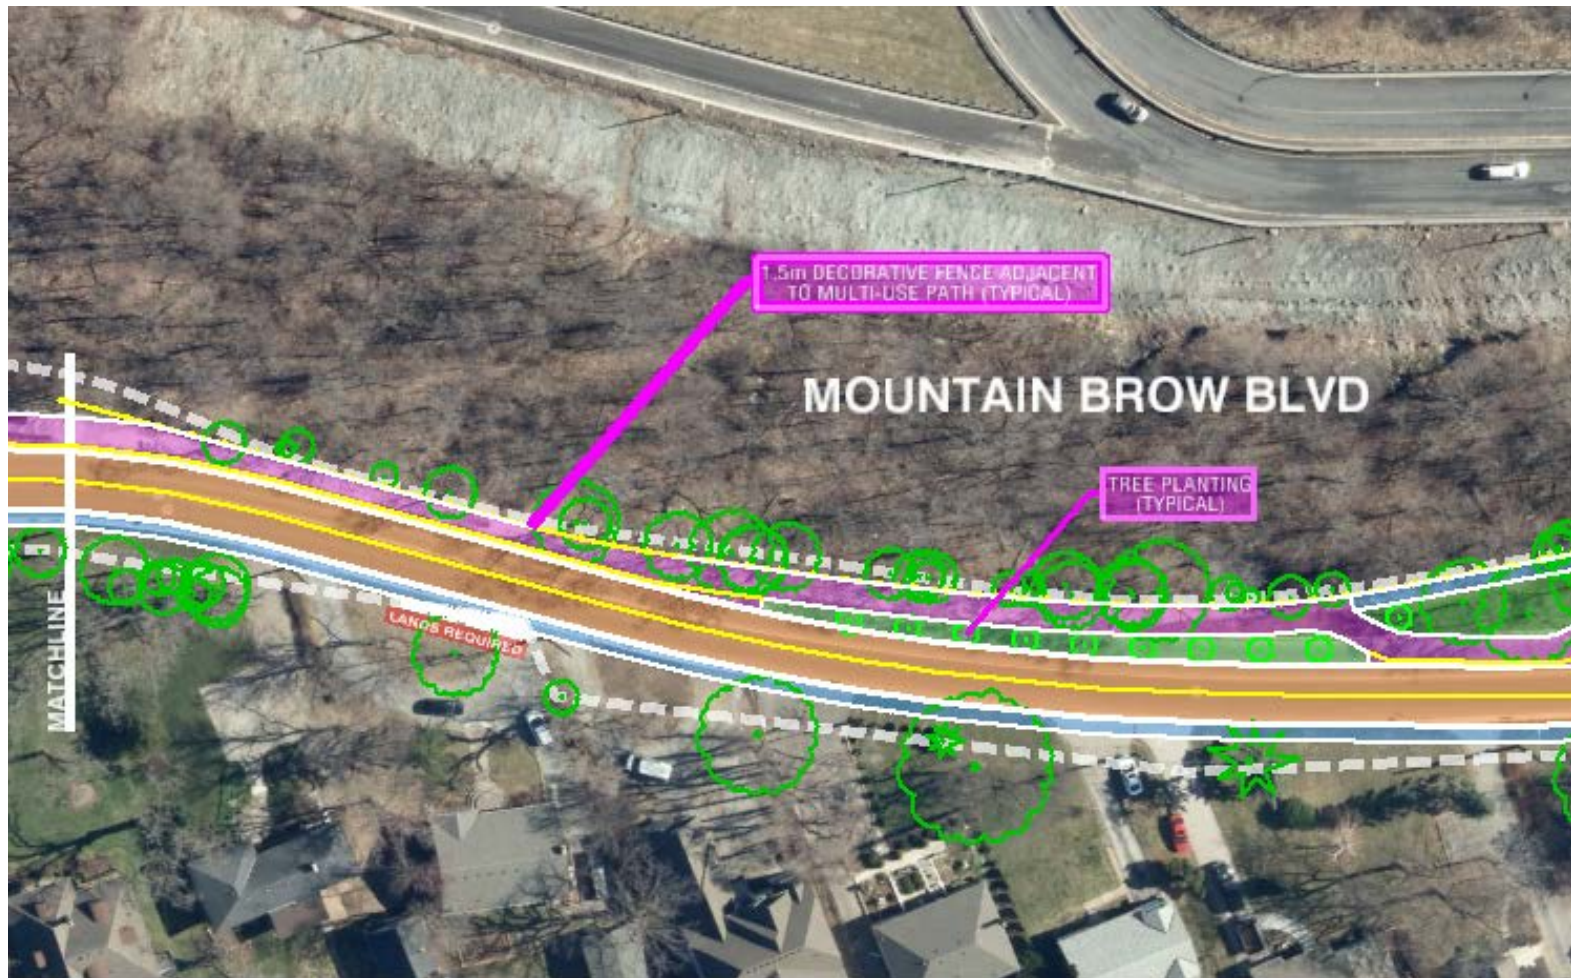 1.5m DECORATIVE FENCE ADJACENT
TO MULTI-USE PATH (TYPICAL)
MOUNTAIN BROW BLVD
TREE PLANTING
(TYPICAL)
LANDS REQUIRED
MATCHLINE